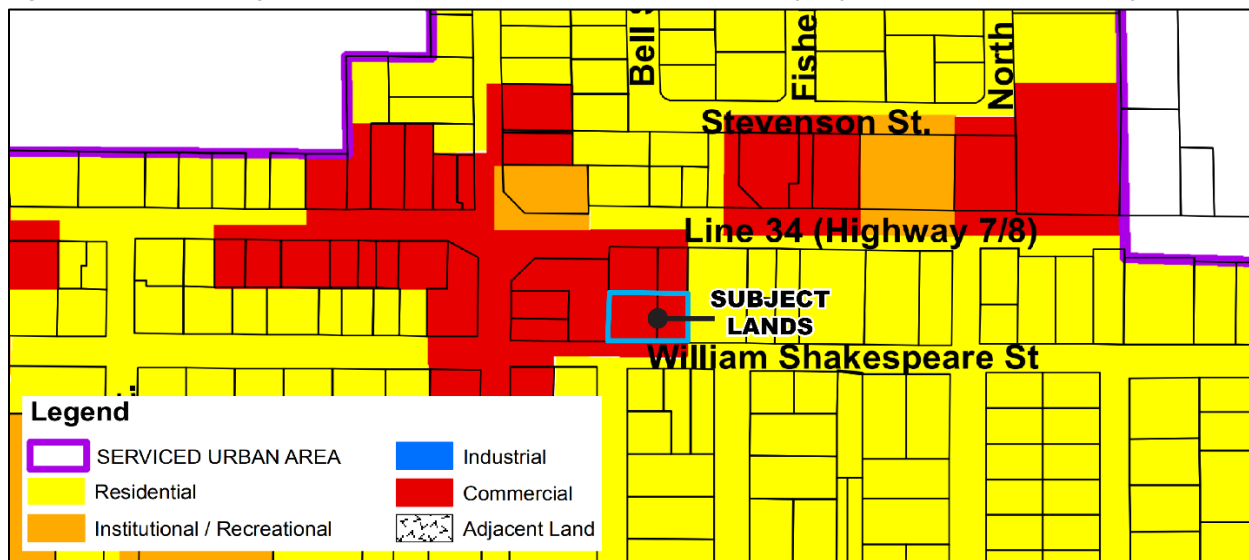 Bell S
Fishe
North
Stevenson St.
Line 34 (Highway 7/8)
SUBJECT
LANDS
William Shakespeare St
Legend
SERVICED URBAN AREA
Residential
Institutional / Recreational
Industrial
Commercial
Adjacent Land